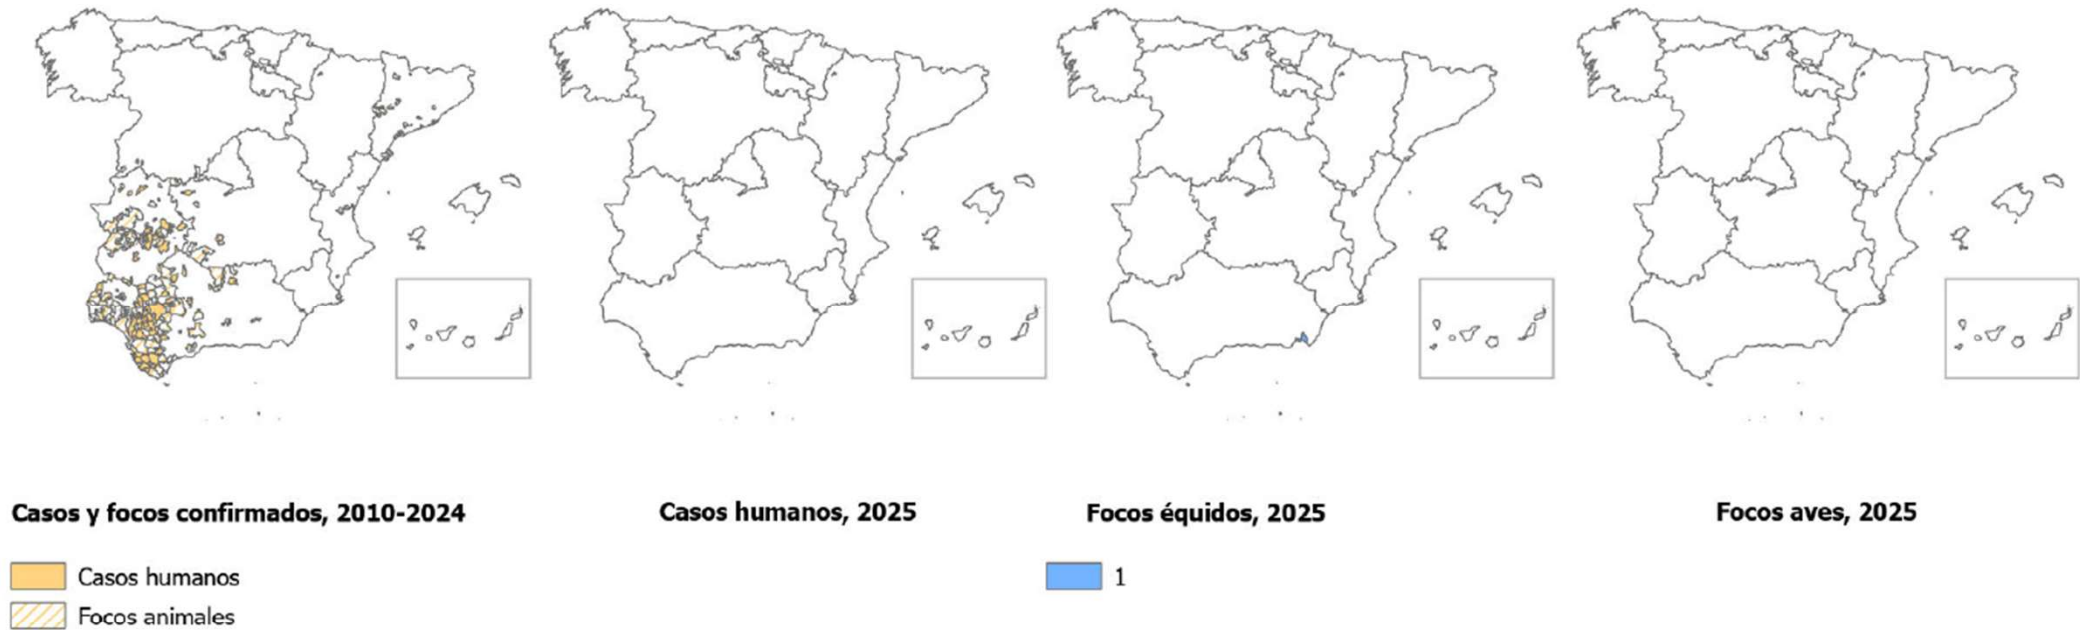 Casos y focos confirmados, 2010-2024
Casos humanos, 2025
Focos équidos, 2025
Focos aves, 2025
Casos humanos
1
Focos animales